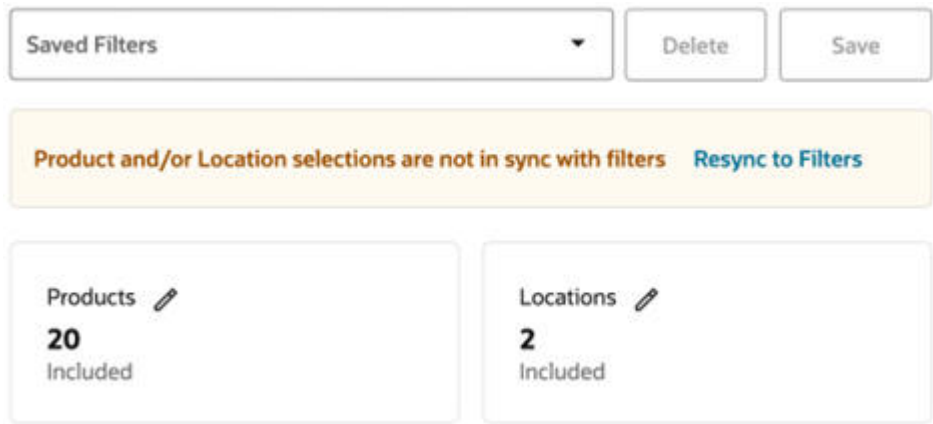 Saved Filters Delete Save
Product and/or Location selections are not in sync with filters Resync to Filters
Products Locations
20 2
Included Included